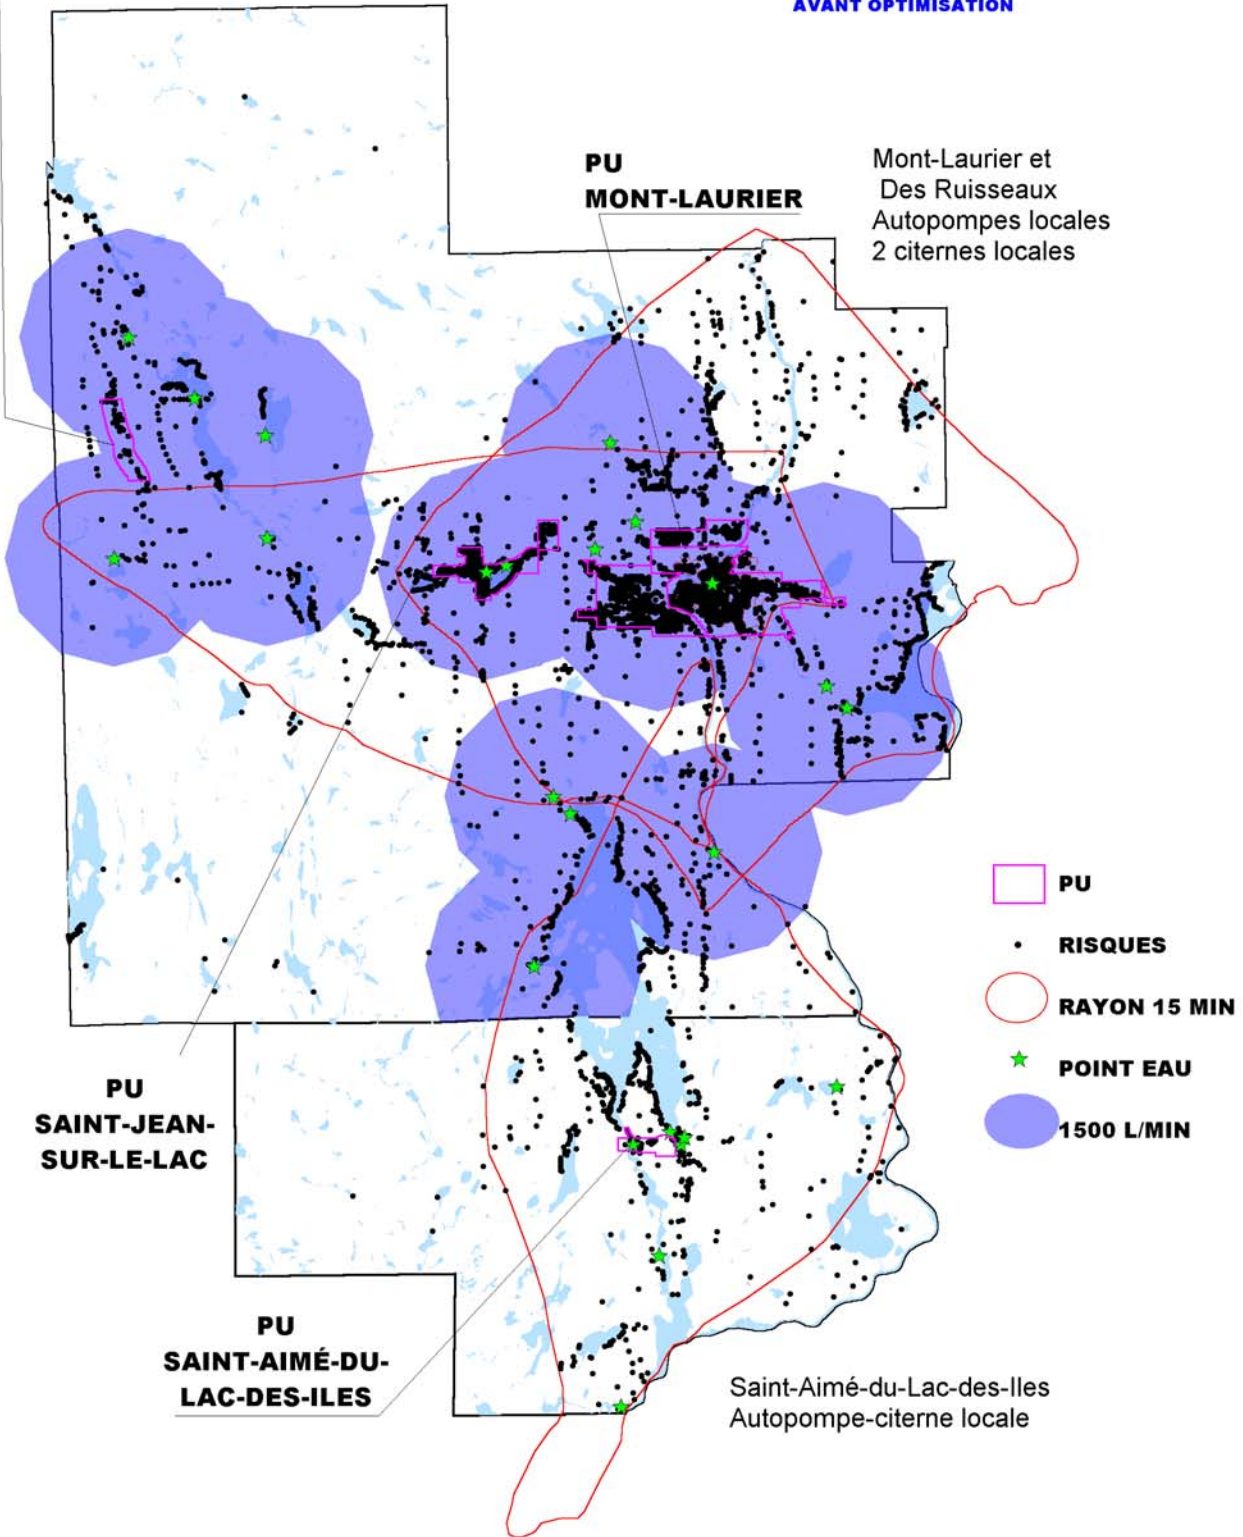 AVANT OPTIMISATION
PU
MONT-LAURIER
Mont-Laurier et
Des Ruisseaux
Autopompes locales
2 citernes locales
PU
RISQUES
RAYON 15 MIN
POINT EAU
1500 L/MIN
PU
SAINT-JEAN-
SUR-LE-LAC
PU
SAINT-AIMÉ-DU-
LAC-DES-ILES
Saint-Aimé-du-Lac-des-Iles
Autopompe-citerne locale